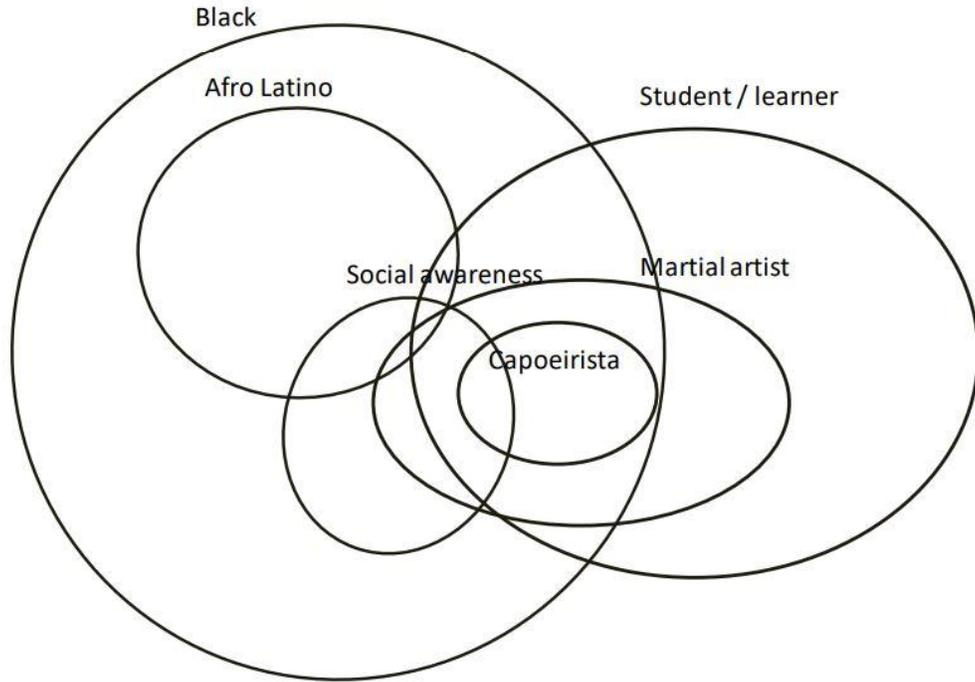 Black
Afro Latino
Student / learner
Social awareness
Martial artist
Capoeirista